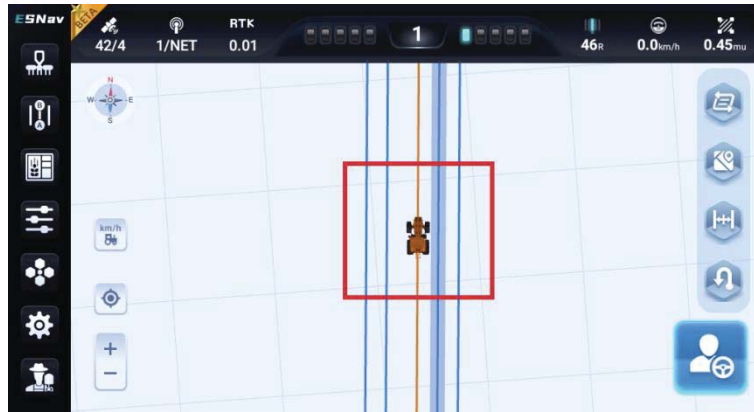 ESNav
BETA
42/4
1/NET
RTK
0.01
1
46R
0.0km/h
0.45mu
N
W
E
S
B
A
km/h
+
−